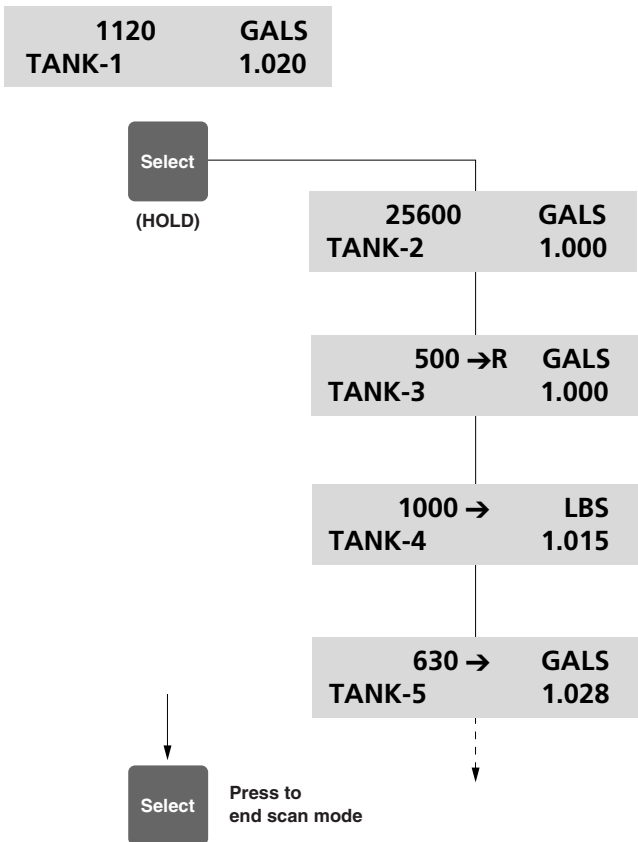 1120 GALS
TANK-1 1.020
Select
(HOLD)
25600 GALS
TANK-2 1.000
500 →R GALS
TANK-3 1.000
1000 → LBS
TANK-4 1.015
630 → GALS
TANK-5 1.028
Select
Press to
end scan mode